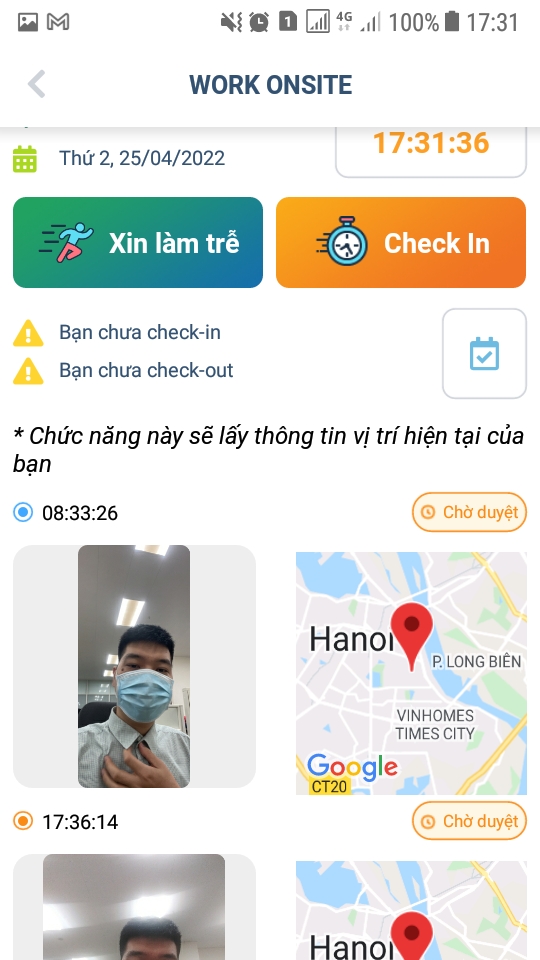 1 4G 100% 17:31
WORK ONSITE
Thứ 2, 25/04/2022
17:31:36
Xin làm trễ
Check In
Bạn chưa check-in
Bạn chưa check-out
* Chức năng này sẽ lấy thông tin vị trí hiện tại của
bạn
08:33:26
Chờ duyệt
Hanoi
P. LONG BIÊN
VINHOMES
TIMES CITY
Google
CT20
17:36:14
Chờ duyệt
Hanoi